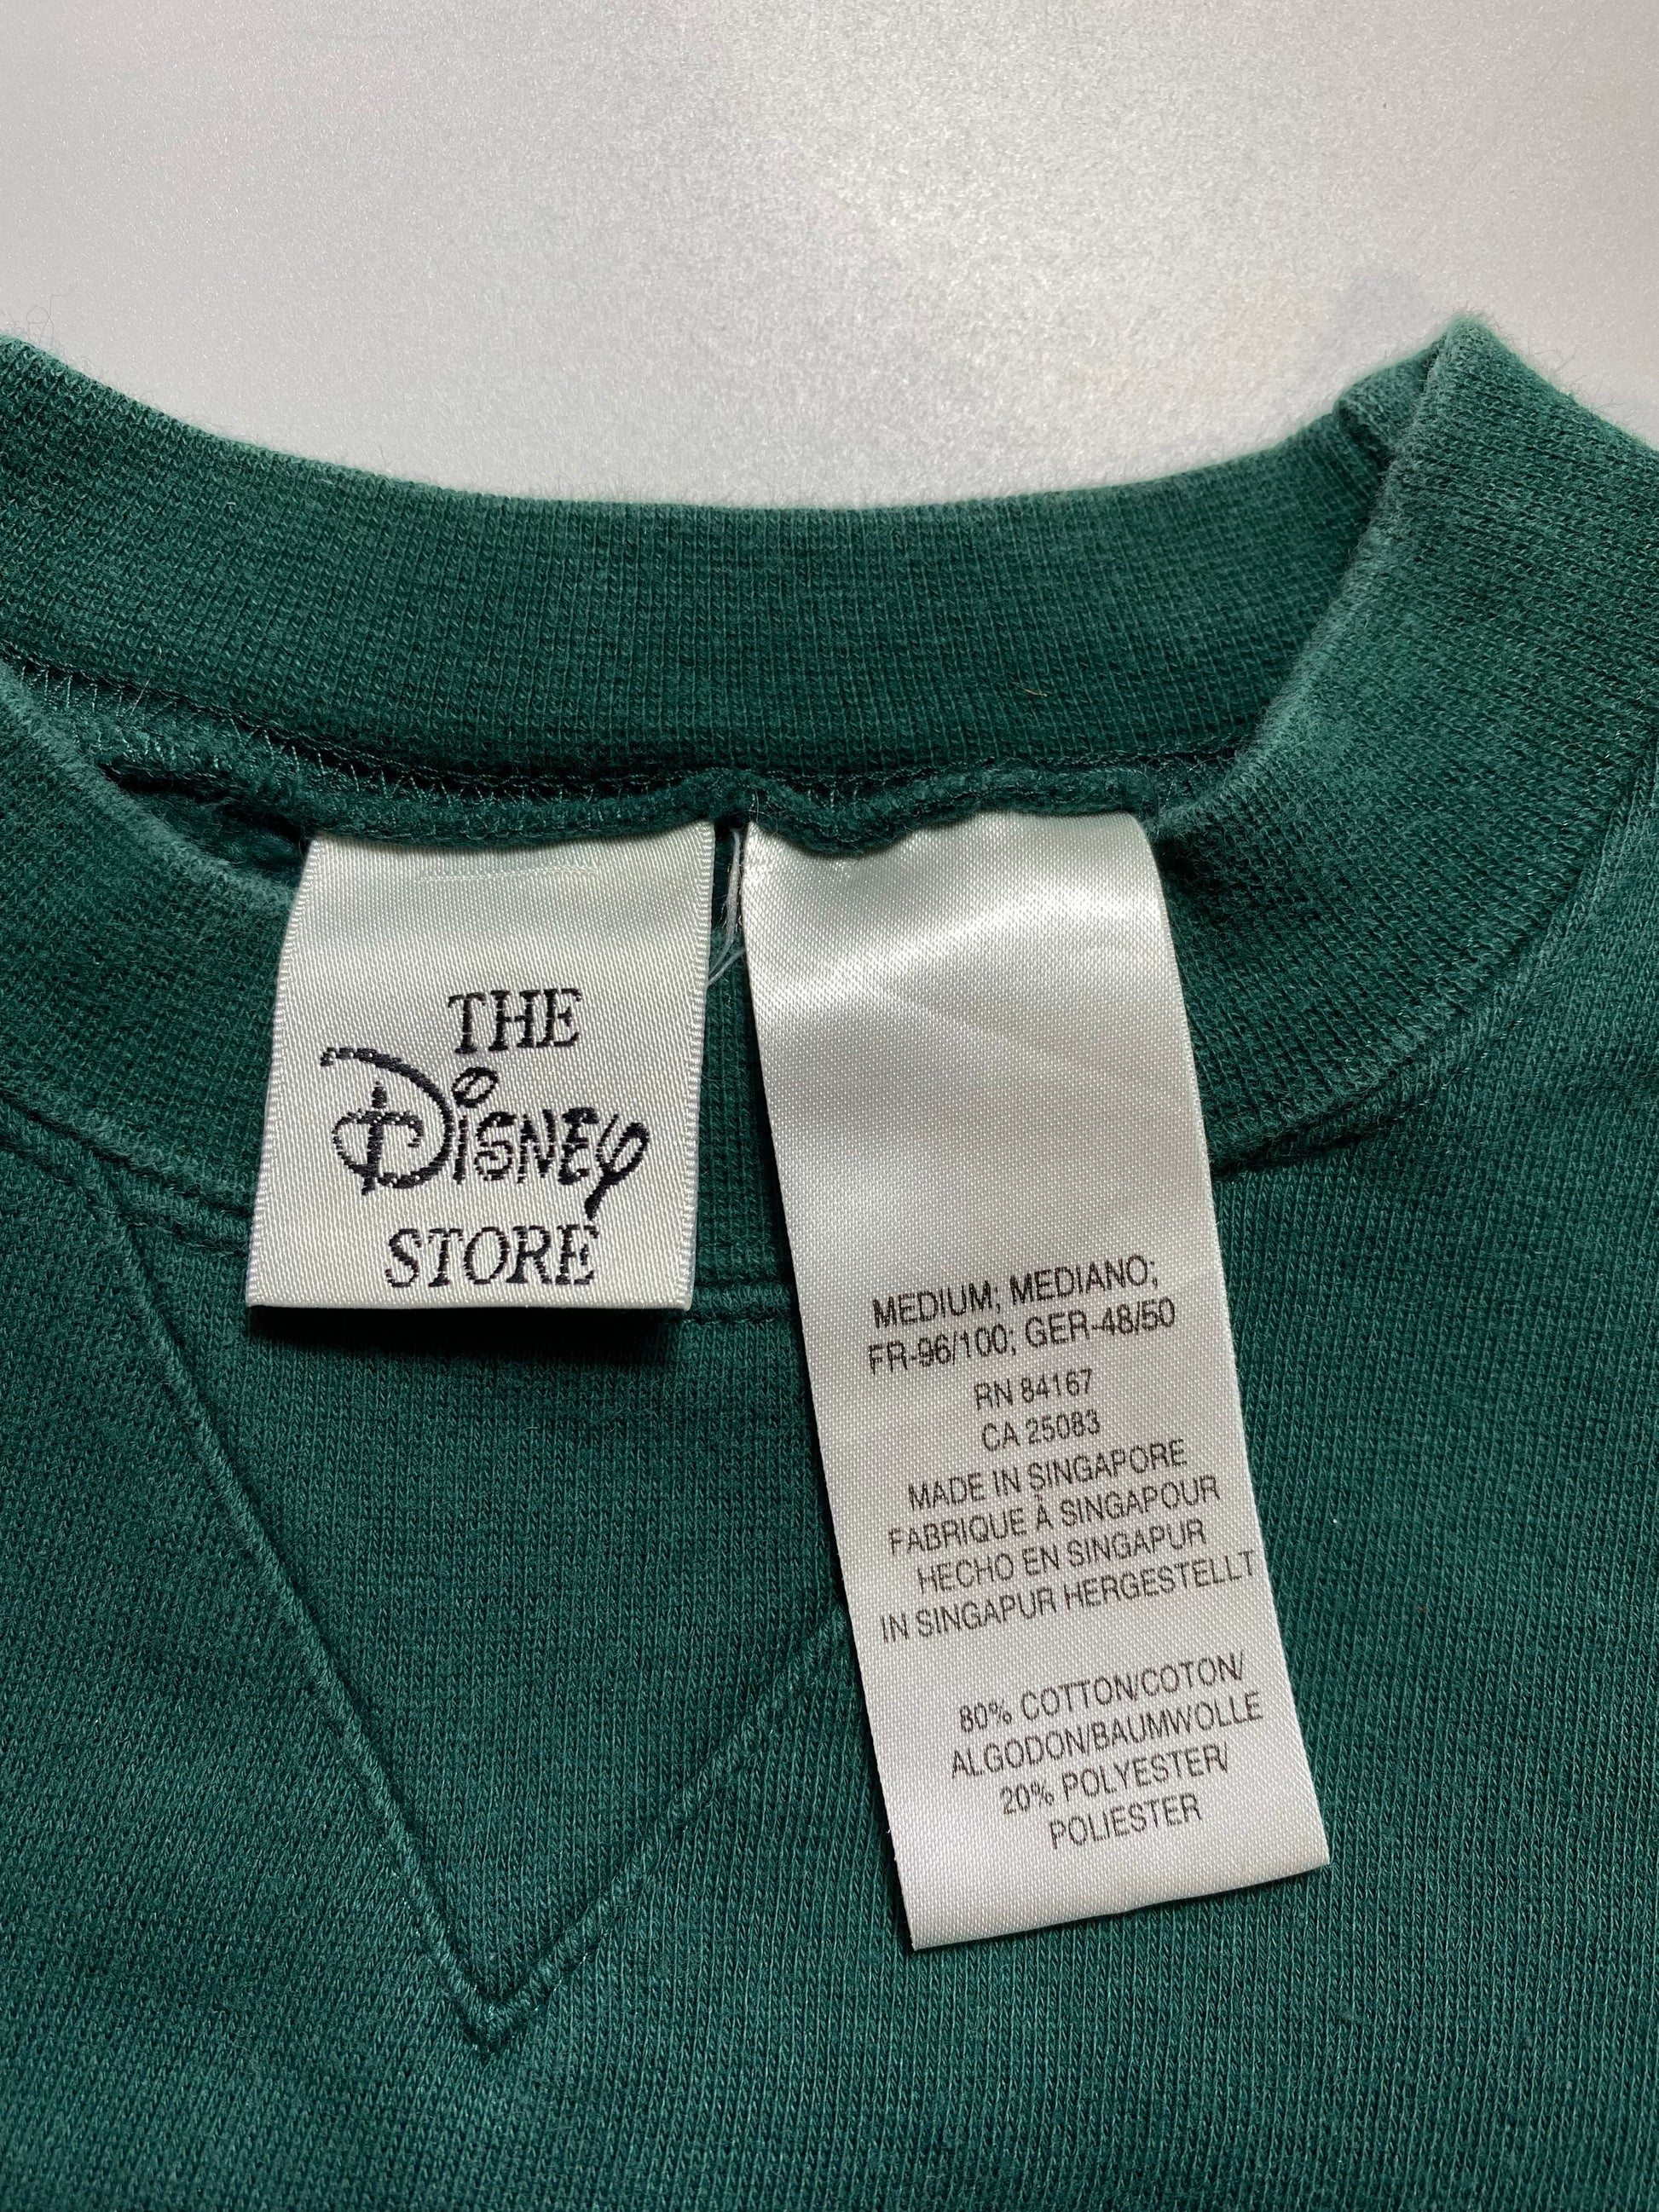 THE
Disney
STORE
MEDIUM; MEDIANO;
FR-96/100; GER-48/50
RN 84167
CA 25083
MADE IN SINGAPORE
FABRIQUE À SINGAPOUR
HECHO EN SINGAPUR
IN SINGAPUR HERGESTELLT
80% COTTON/COTON/
ALGODON/BAUMWOLLE
20% POLYESTER/
POLIESTER